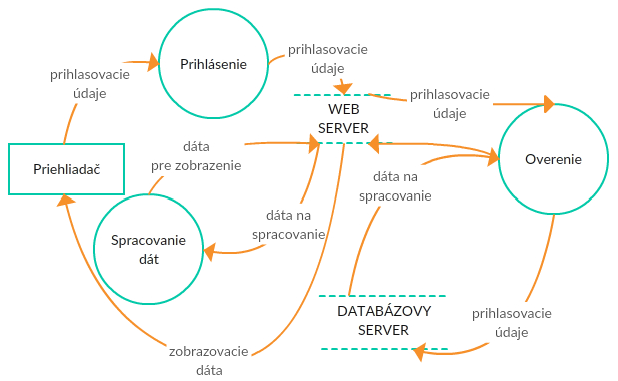 Prihlásenie
prihlasovacie
údaje
prihlasovacie
údaje
prihlasovacie
údaje
WEB
SERVER
dáta
pre zobrazenie
Priehliadač
Overenie
dáta na
spracovanie
dáta na
spracovanie
Spracovanie
dát
DATABÁZOVY
SERVER
prihlasovacie
údaje
zobrazovacie
dáta